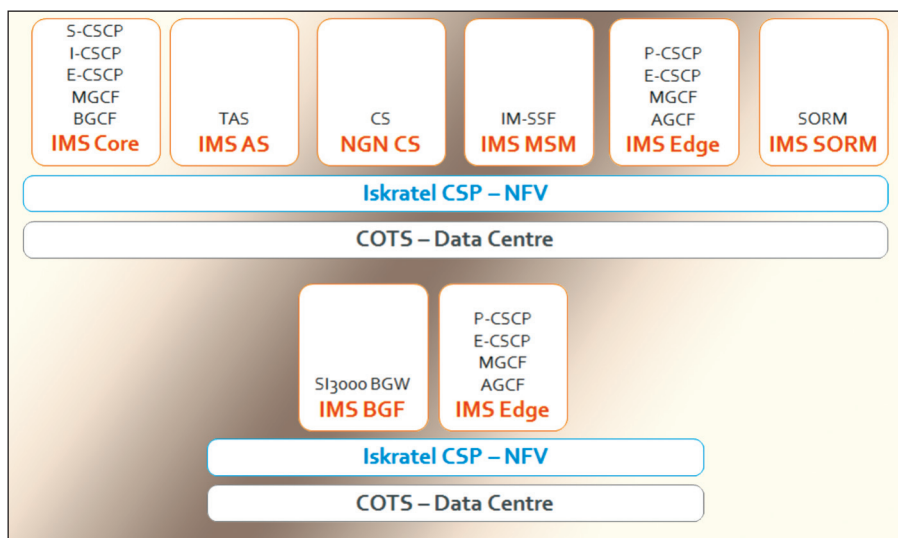 S-CSCP
I-CSCP
E-CSCP
MGCF
BGCF
IMS Core
TAS
IMS AS
CS
NGN CS
IM-SSF
IMS MSM
P-CSCP
E-CSCP
MGCF
AGCF
IMS Edge
SORM
IMS SORM
Iskratel CSP – NFV
COTS – Data Centre
SI3000 BGW
IMS BGF
P-CSCP
E-CSCP
MGCF
AGCF
IMS Edge
Iskratel CSP – NFV
COTS – Data Centre